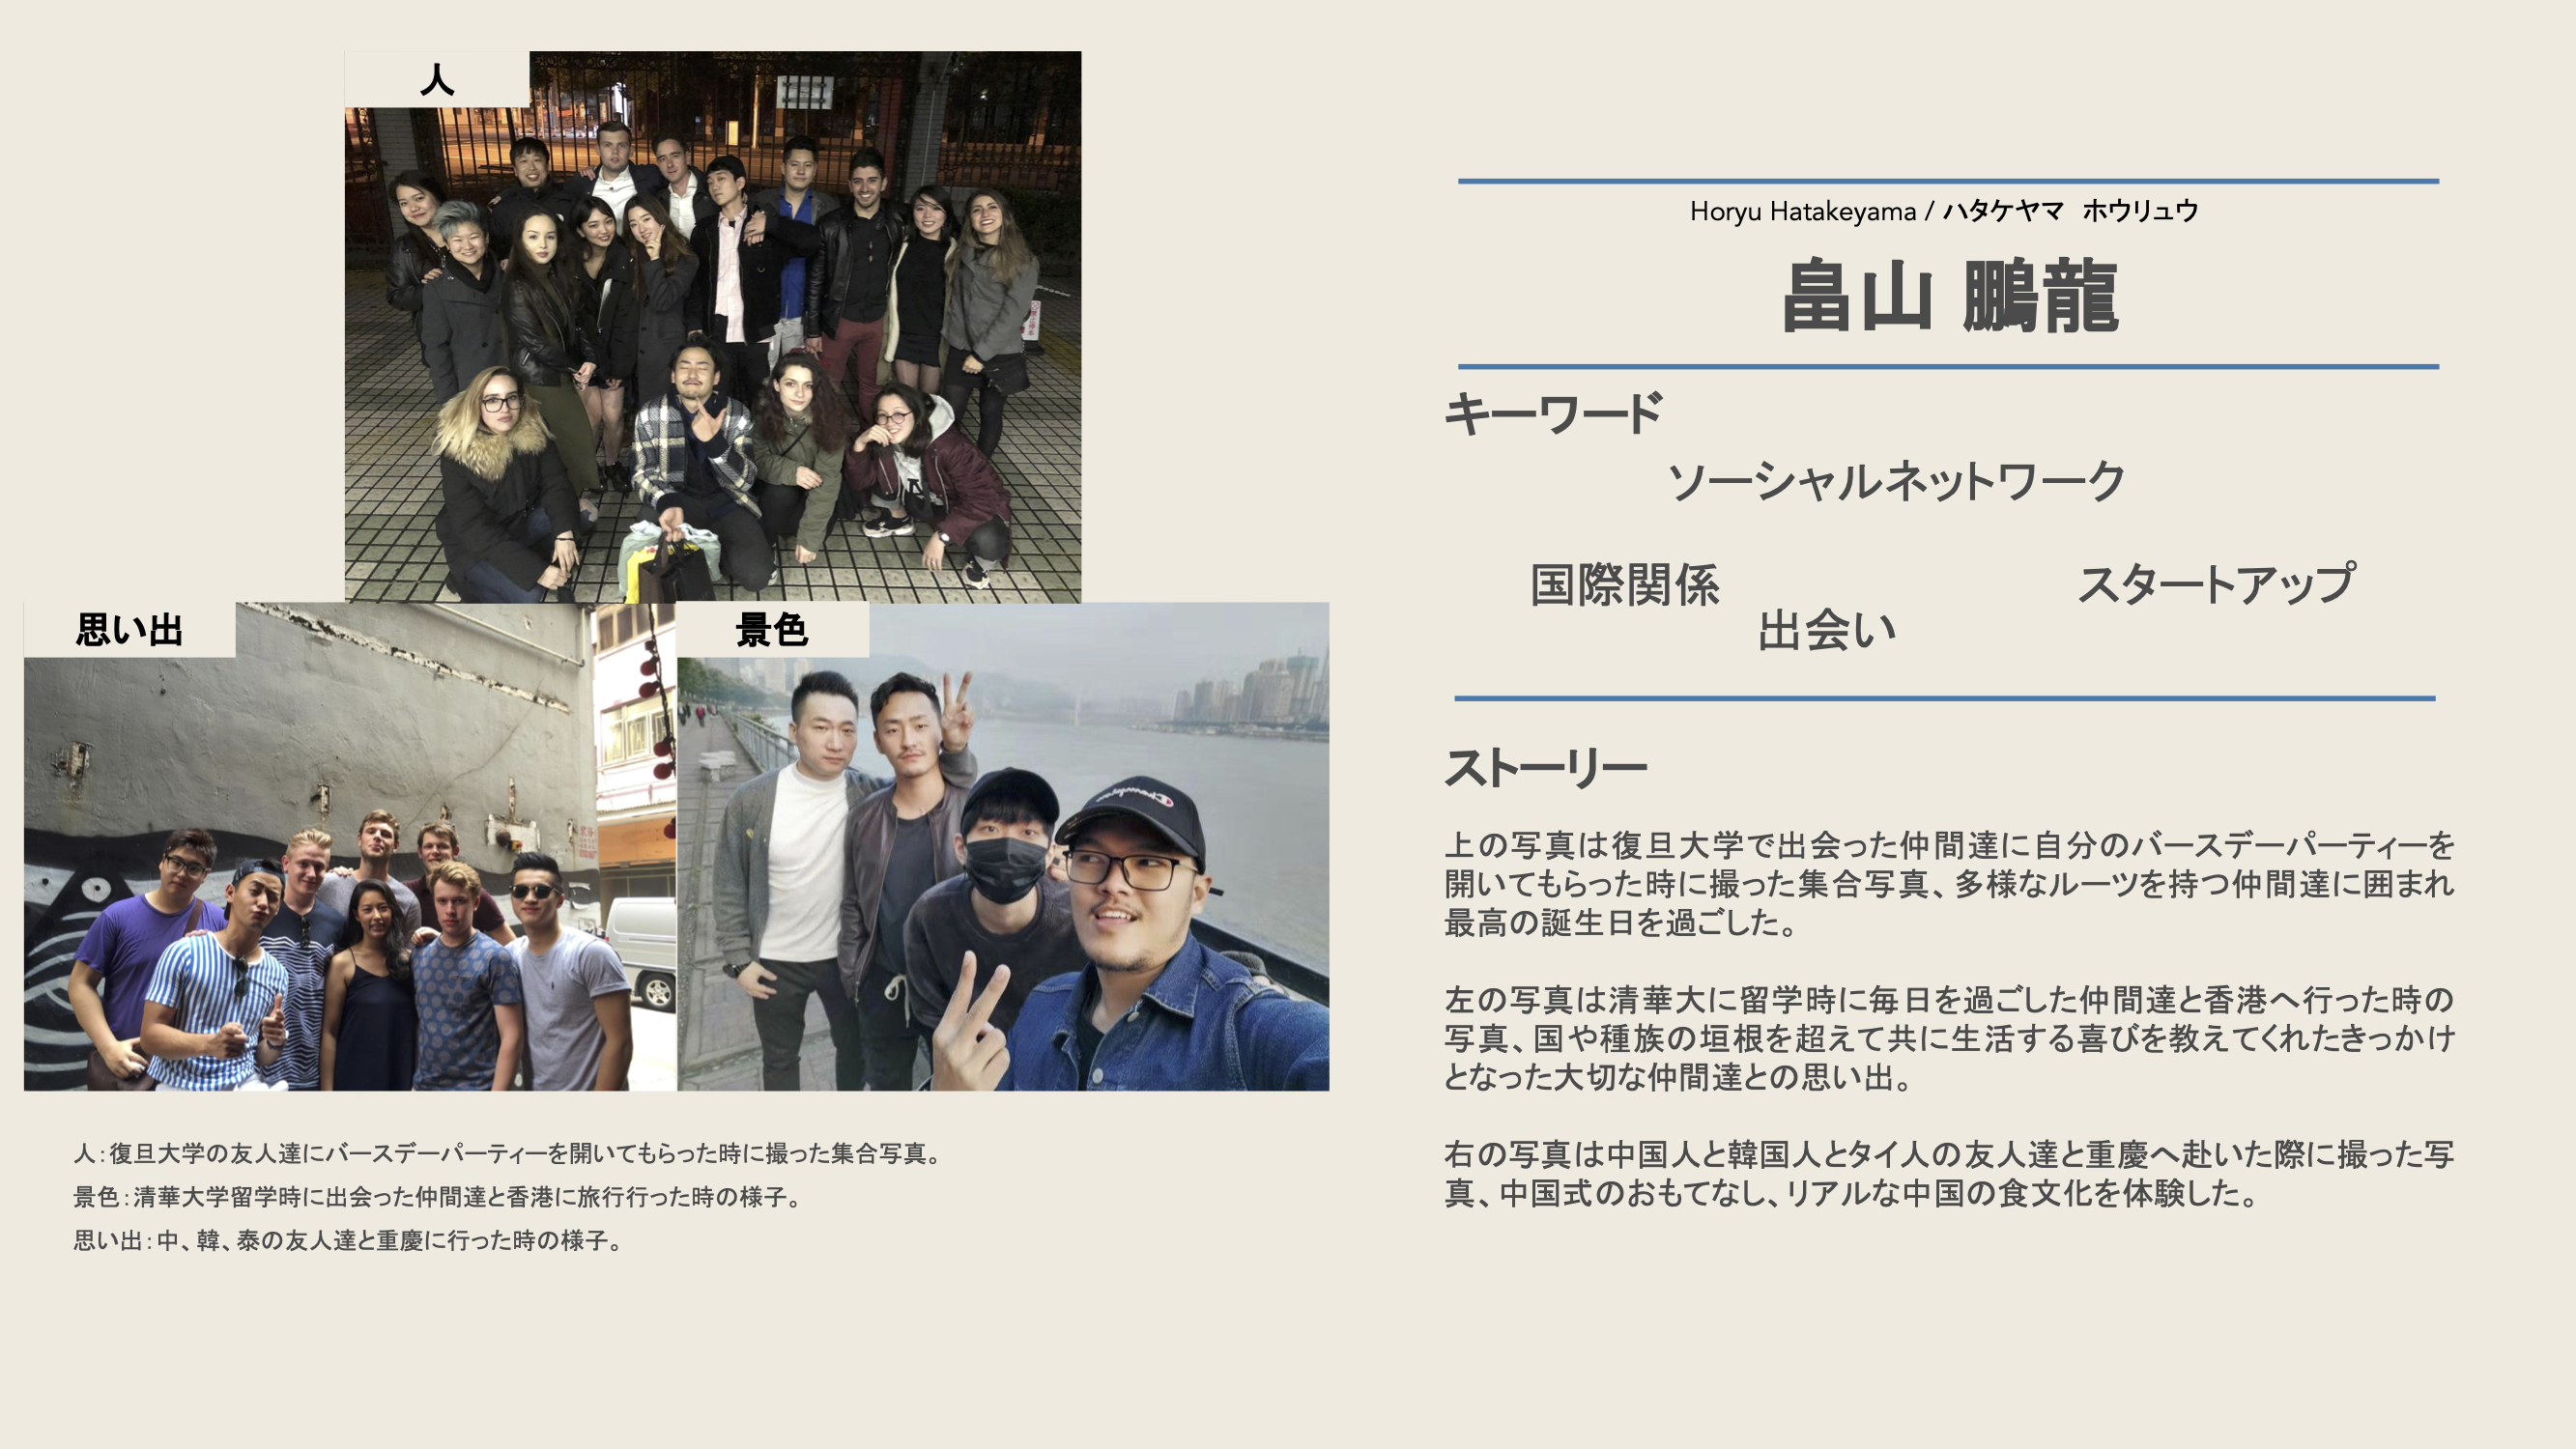 人
思い出
景色
人：復旦大学の友人達にバースデーパーティーを開いてもらった時に撮った集合写真。
景色：清華大学留学時に出会った仲間達と香港に旅行行った時の様子。
思い出：中、韓、泰の友人達と重慶に行った時の様子。
Horyu Hatakeyama / ハタケヤマ　ホウリュウ
畠山 鵬龍
キーワード
ソーシャルネットワーク
国際関係
スタートアップ
出会い
ストーリー
上の写真は復旦大学で出会った仲間達に自分のバースデーパーティーを
開いてもらった時に撮った集合写真、多様なルーツを持つ仲間達に囲まれ
最高の誕生日を過ごした。
左の写真は清華大に留学時に毎日を過ごした仲間達と香港へ行った時の
写真、国や種族の垣根を超えて共に生活する喜びを教えてくれたきっかけ
となった大切な仲間達との思い出。
右の写真は中国人と韓国人とタイ人の友人達と重慶へ赴いた際に撮った写
真、中国式のおもてなし、リアルな中国の食文化を体験した。